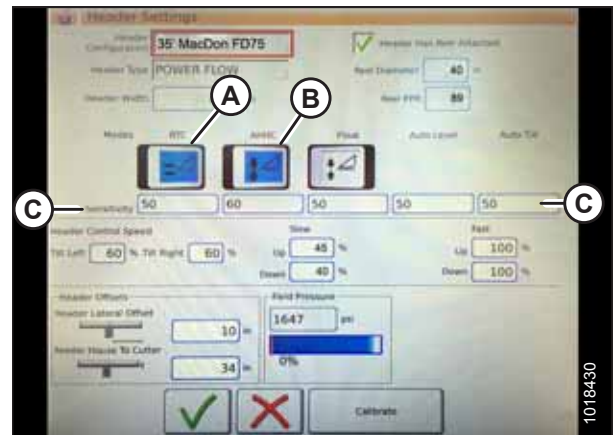 Header Settings
Header Configuration 35' MacDon FD75
Header Has Reel Attached
Header Type POWER FLOW
Reel Diameter 40 in
Header Width
Reel PPR 89
A B
Modes RTC AHHC Float Auto Level Auto Tilt
C Sensitivity 50 60 50 50 50 C
Header Control Speed
Slow Fast
Tilt Left 60 % Tilt Right 60 % Up 48 % Up 100 %
Down 40 % Down 100 %
Header Offsets
Field Pressure
Header Lateral Offset
10 in
1647 psi
Feeder House To Cutter
34 in
0%
Calibrate
1018430